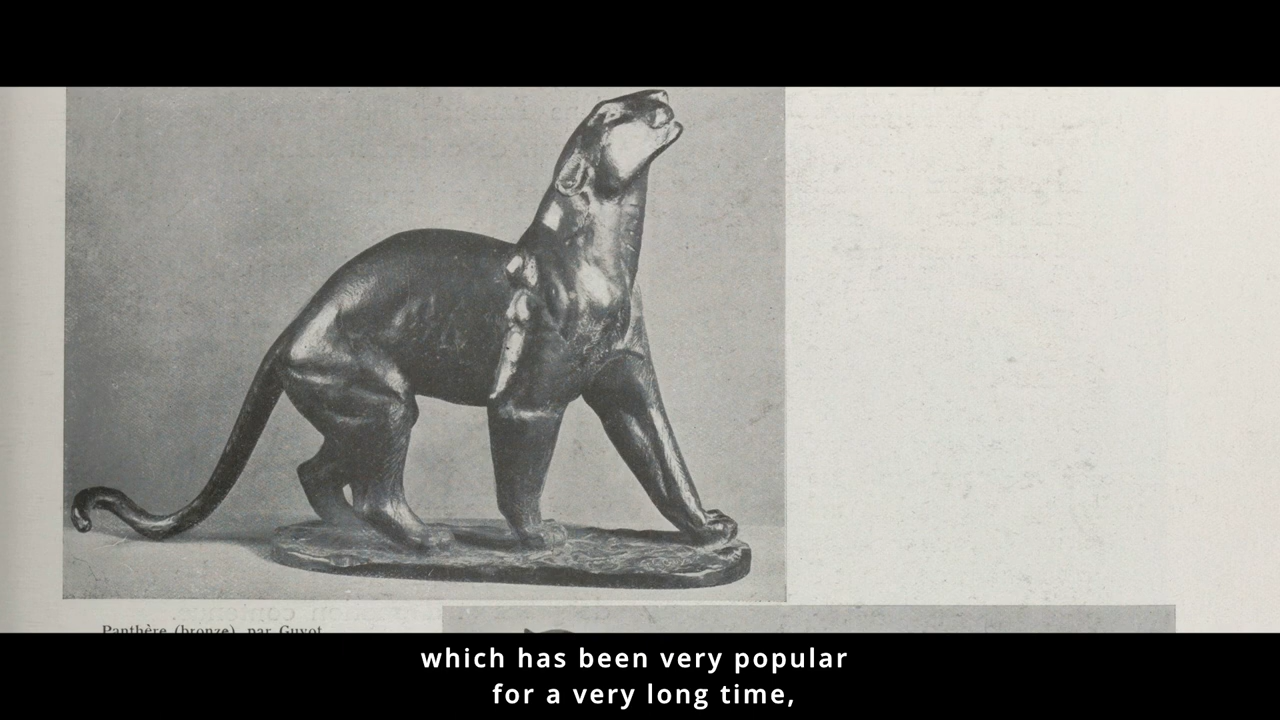 Panthère (bronze), par Guyot
which has been very popular
for a very long time,